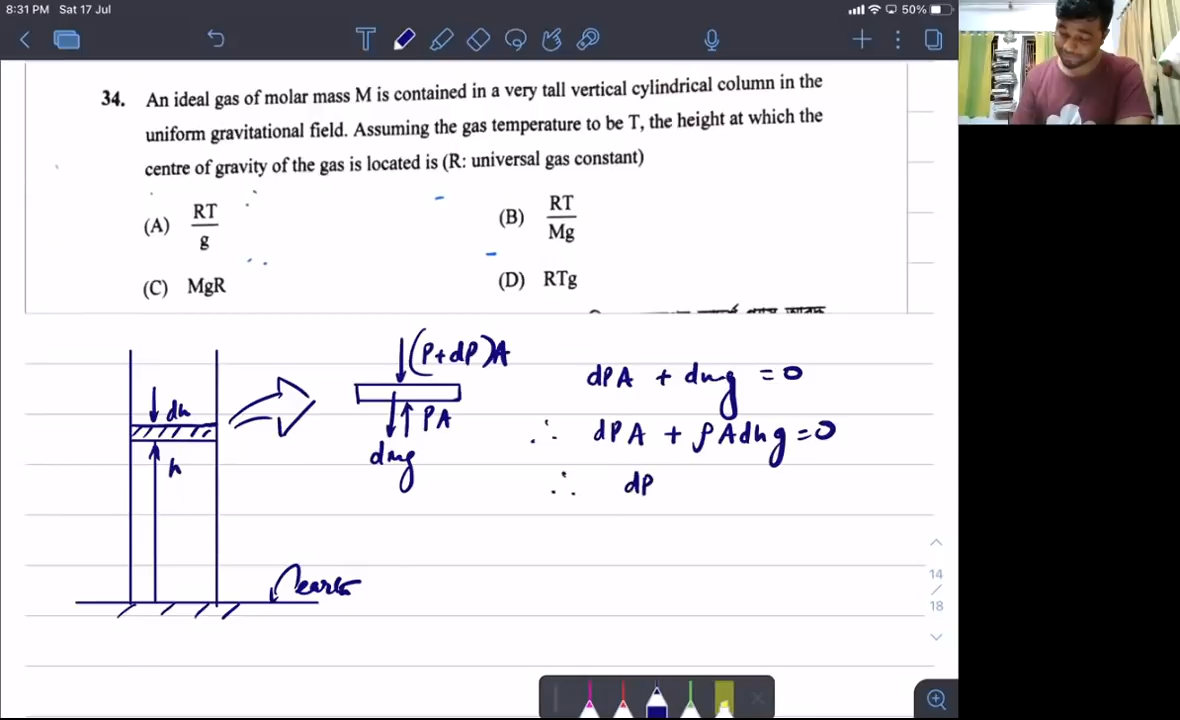 8:31 PM Sat 17 Jul
50%
34. An ideal gas of molar mass M is contained in a very tall vertical cylindrical column in the
uniform gravitational field. Assuming the gas temperature to be T, the height at which the
centre of gravity of the gas is located is (R: universal gas constant)
(A) RT/g
(B) RT/Mg
(C) MgR
(D) RTg
(P+dP)A
dh
PA
dmg
h
earth
dPA + dmg = 0
∴ dPA + ρAdhg = 0
∴ dP
14
/
18